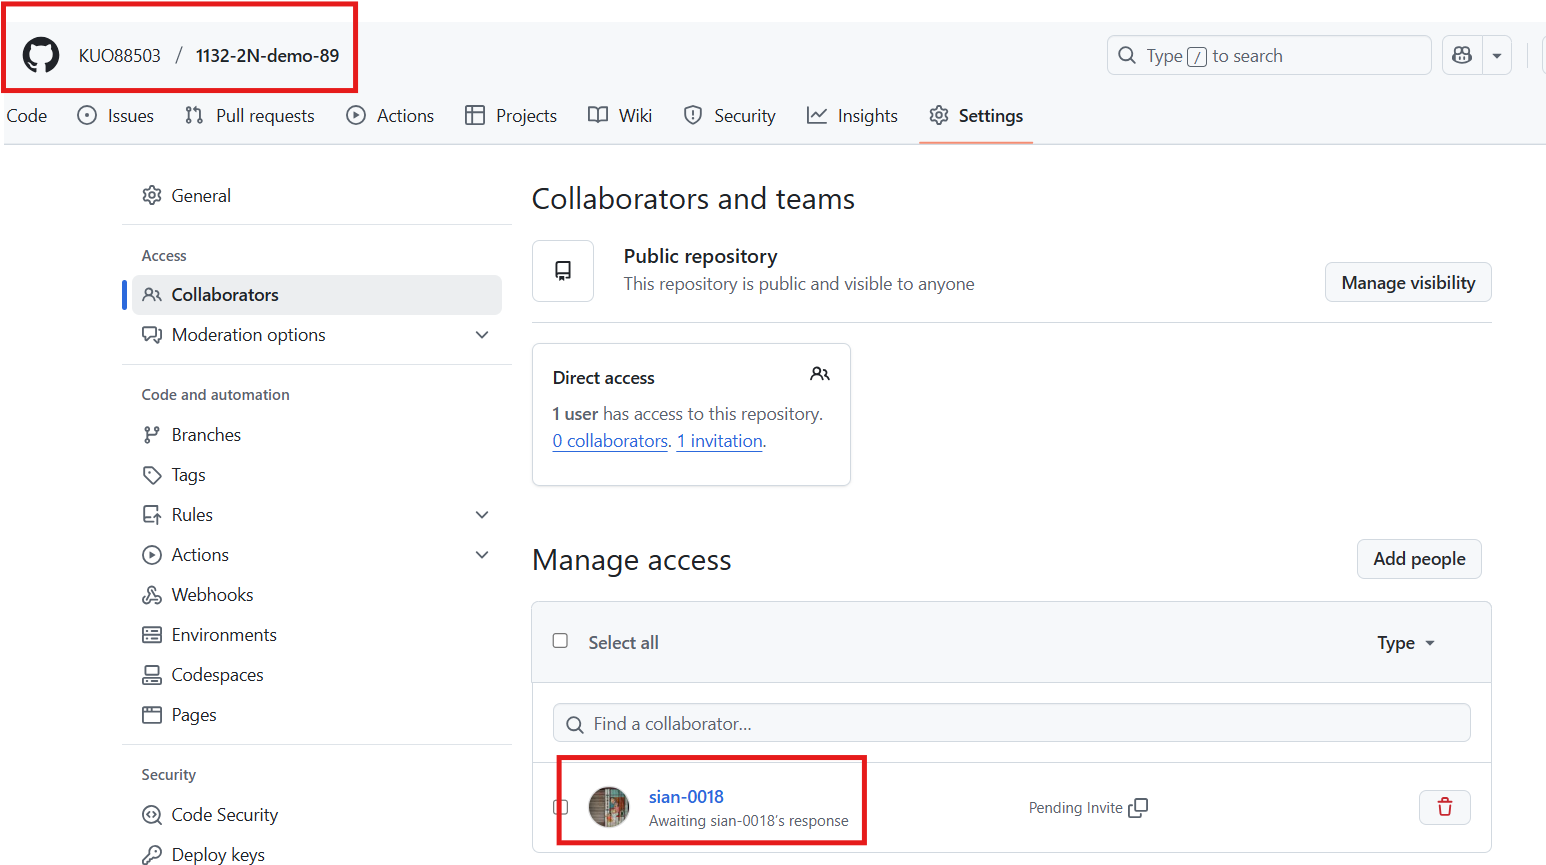 KUO88503 / 1132-2N-demo-89
Type / to search
Code Issues Pull requests Actions Projects Wiki Security Insights Settings
General
Access
Collaborators
Moderation options
Code and automation
Branches
Tags
Rules
Actions
Webhooks
Environments
Codespaces
Pages
Security
Code Security
Deploy keys
Collaborators and teams
Public repository
This repository is public and visible to anyone
Manage visibility
Direct access
1 user has access to this repository.
0 collaborators. 1 invitation.
Manage access
Add people
Select all
Type
Find a collaborator...
sian-0018
Awaiting sian-0018's response
Pending Invite